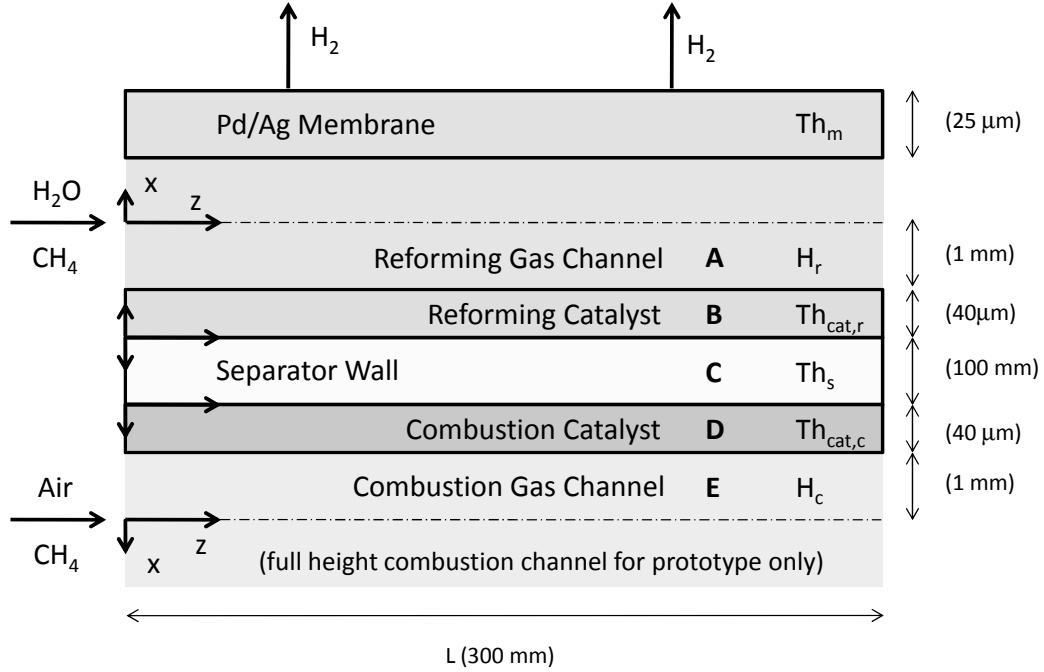 H2
H2
Pd/Ag Membrane Thm (25 µm)
H2O
x
z
CH4
Reforming Gas Channel A Hr (1 mm)
Reforming Catalyst B Thcat,r (40µm)
Separator Wall C Ths (100 mm)
Combustion Catalyst D Thcat,c (40 µm)
Air
Combustion Gas Channel E Hc (1 mm)
CH4
x
z
(full height combustion channel for prototype only)
L (300 mm)